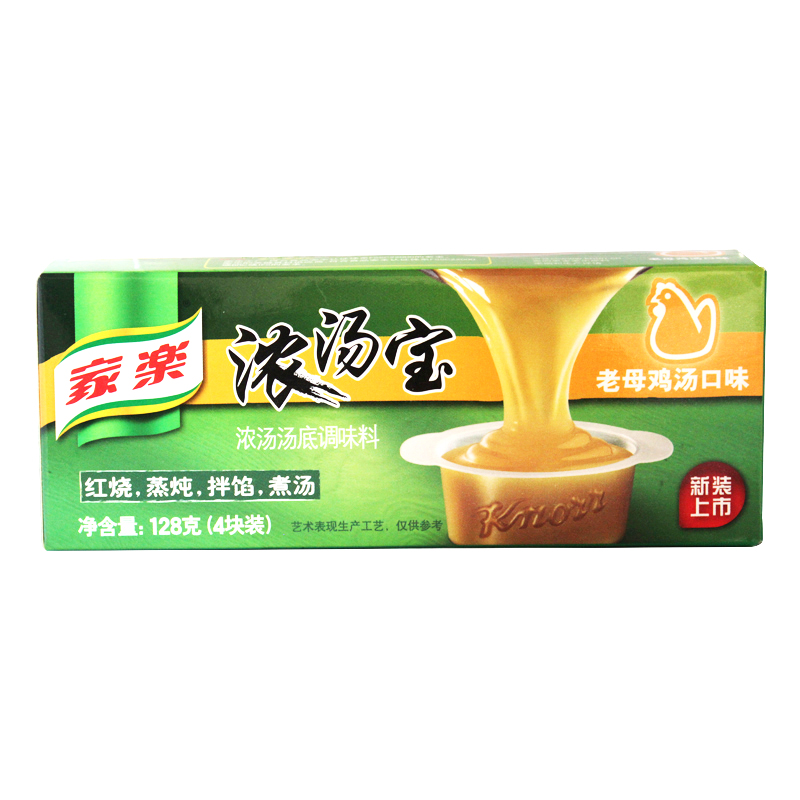 家樂
浓汤宝
浓汤汤底调味料
红烧, 蒸炖, 拌馅, 煮汤
净含量: 128克 (4块装)
艺术表现生产工艺, 仅供参考
Knorr
老母鸡汤口味
新装
上市